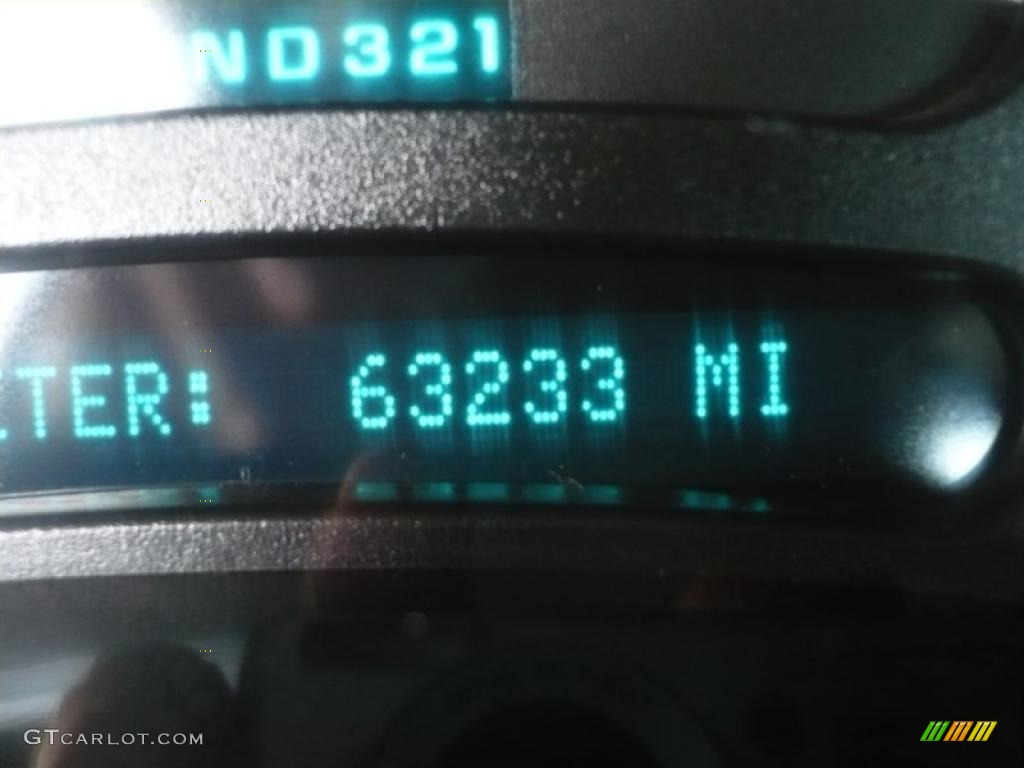 ND321
TER: 63233 MI
GTCARLOT.COM